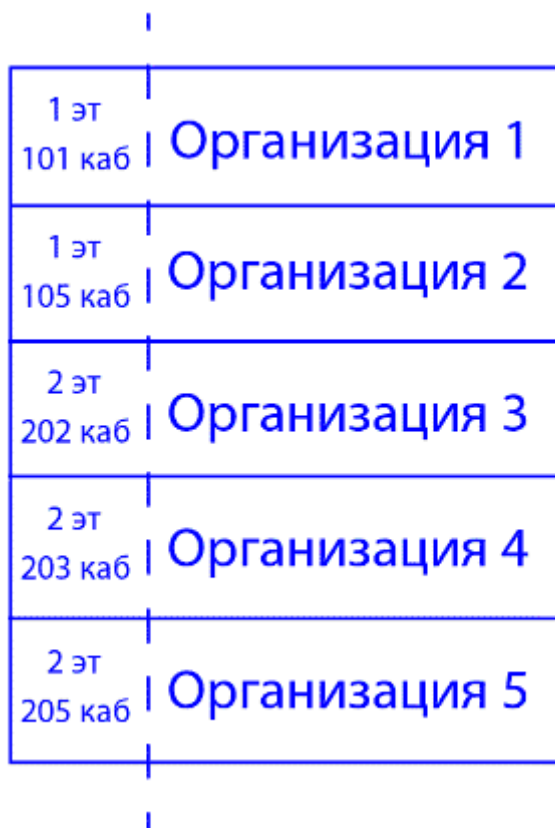 1 эт
101 каб
Организация 1
1 эт
105 каб
Организация 2
2 эт
202 каб
Организация 3
2 эт
203 каб
Организация 4
2 эт
205 каб
Организация 5